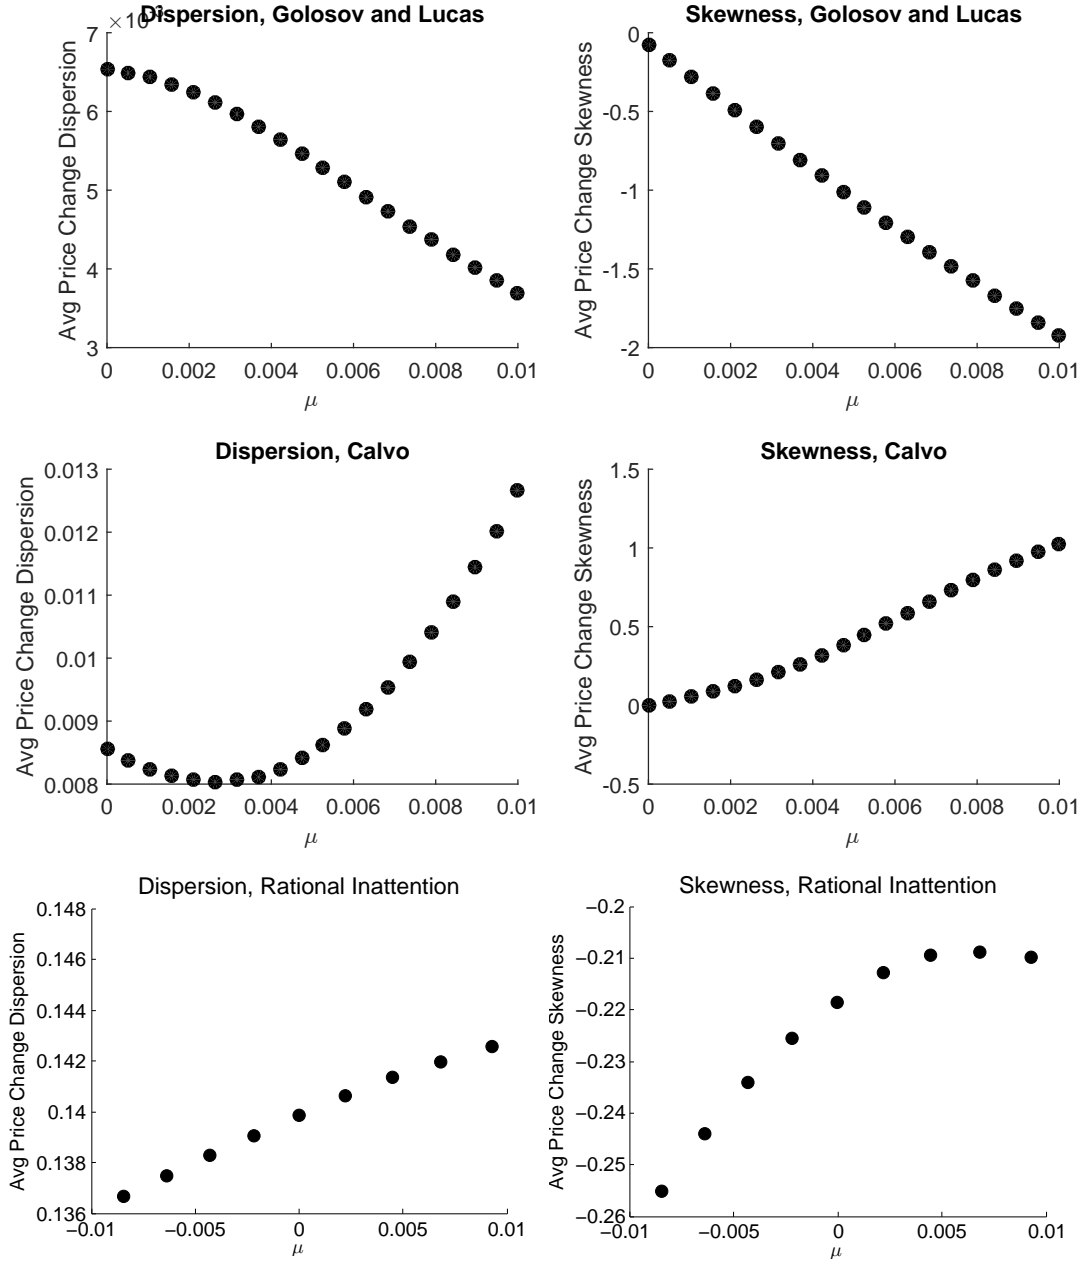 Dispersion, Golosov and Lucas
×10⁻³
7
6
5
4
3
Avg Price Change Dispersion
0 0.002 0.004 0.006 0.008 0.01
μ
Skewness, Golosov and Lucas
0
-0.5
-1
-1.5
-2
Avg Price Change Skewness
0 0.002 0.004 0.006 0.008 0.01
μ
Dispersion, Calvo
0.013
0.012
0.011
0.01
0.009
0.008
Avg Price Change Dispersion
0 0.002 0.004 0.006 0.008 0.01
μ
Skewness, Calvo
1.5
1
0.5
0
-0.5
Avg Price Change Skewness
0 0.002 0.004 0.006 0.008 0.01
μ
Dispersion, Rational Inattention
0.148
0.146
0.144
0.142
0.14
0.138
0.136
Avg Price Change Dispersion
−0.01 −0.005 0 0.005 0.01
μ
Skewness, Rational Inattention
−0.2
−0.21
−0.22
−0.23
−0.24
−0.25
−0.26
Avg Price Change Skewness
−0.01 −0.005 0 0.005 0.01
μ